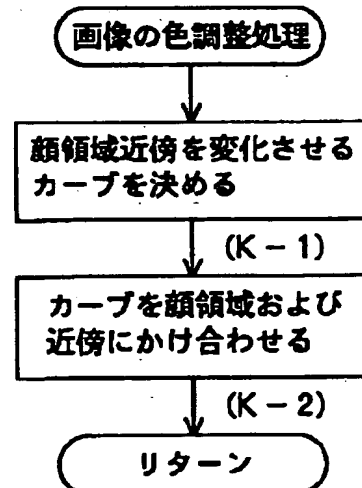 画像の色調整処理
顔領域近傍を変化させる
カーブを決める
(K-1)
カーブを顔領域および
近傍にかけ合わせる
(K-2)
リターン